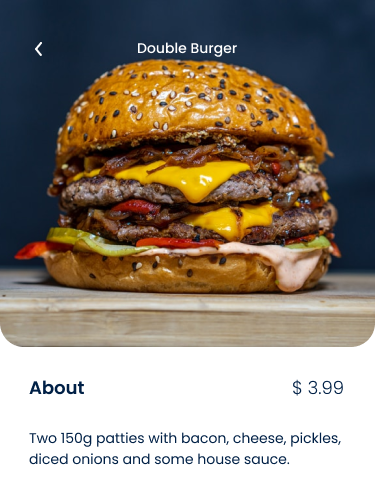 Double Burger
About
$ 3.99
Two 150g patties with bacon, cheese, pickles,
diced onions and some house sauce.